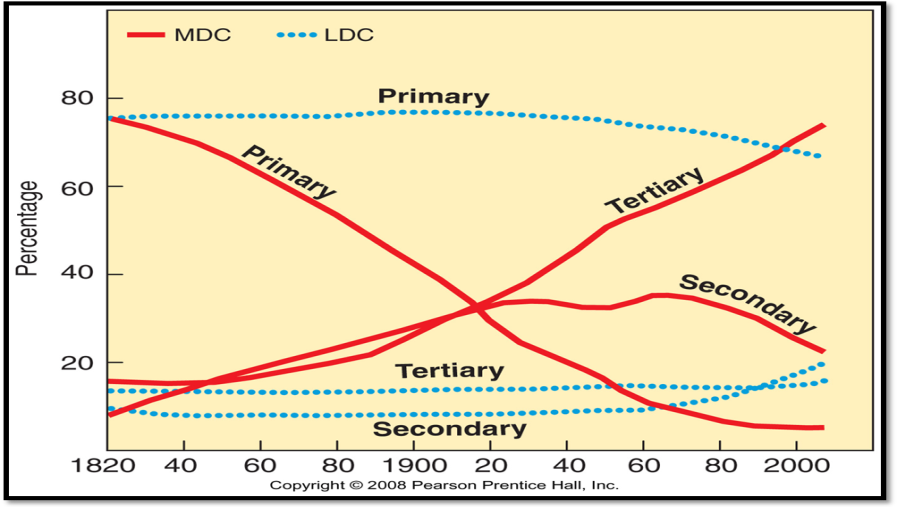 MDC LDC
80
Primary
Primary
Tertiary
60
Percentage
40
Secondary
20
Tertiary
Secondary
1820 40 60 80 1900 20 40 60 80 2000
Copyright © 2008 Pearson Prentice Hall, Inc.